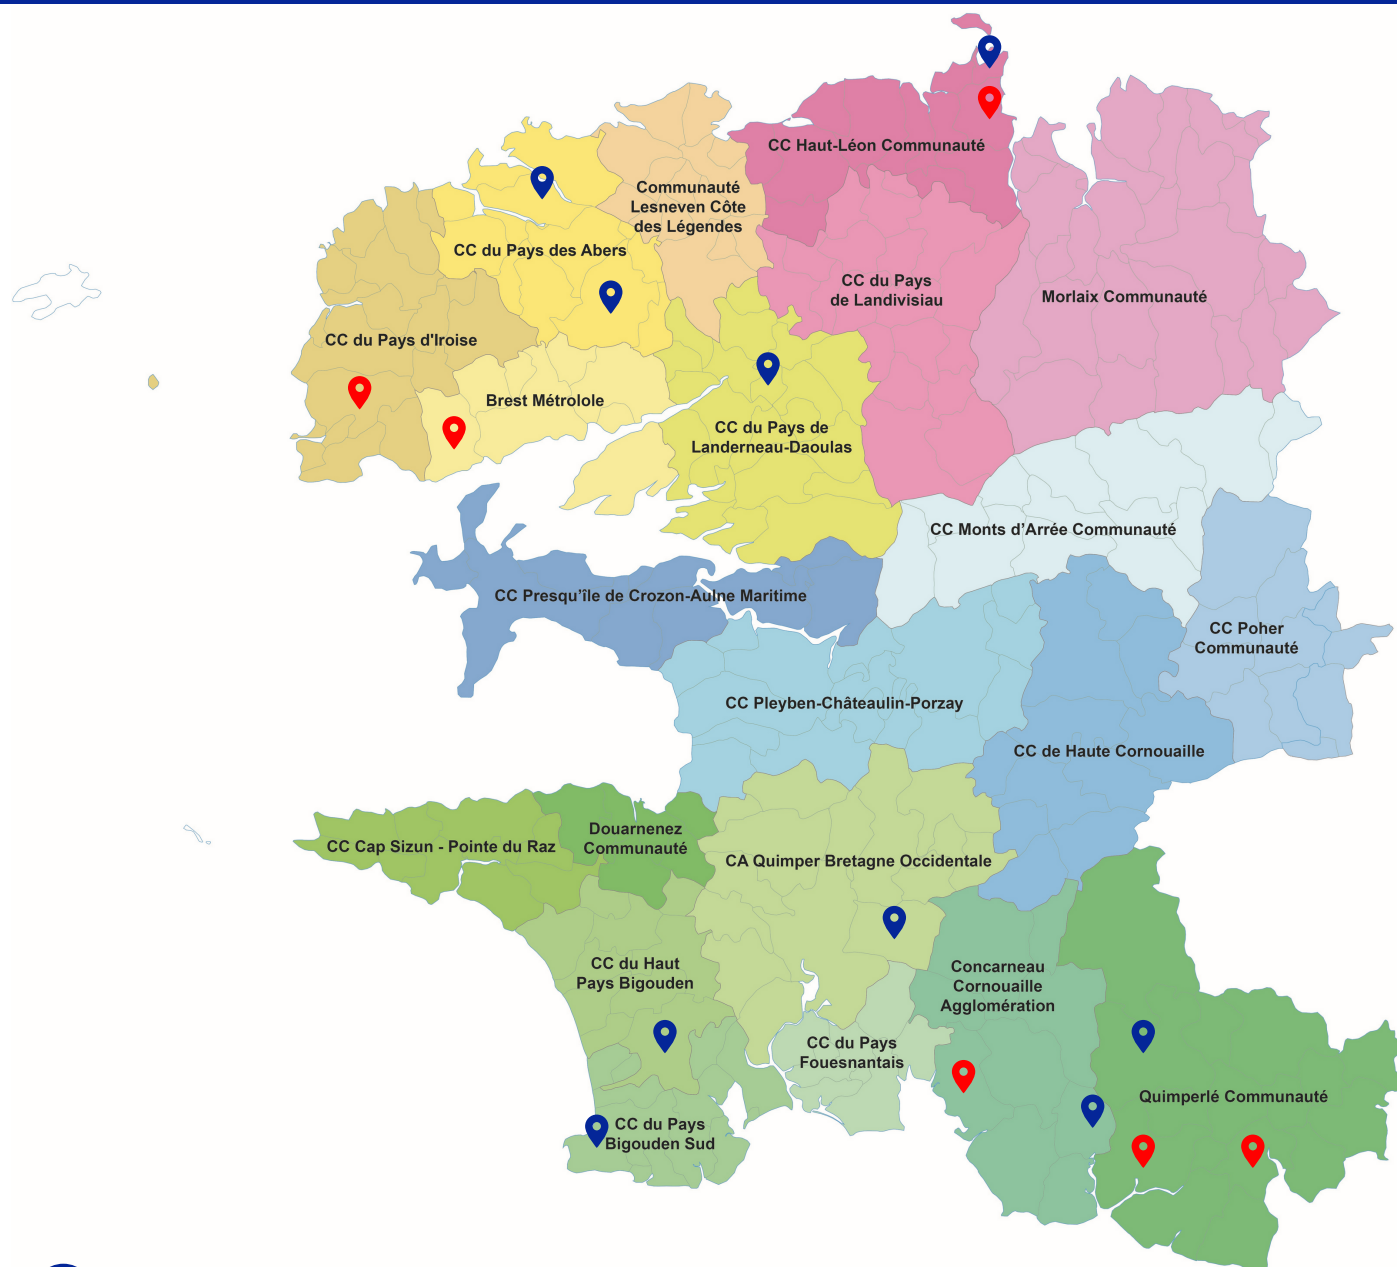 CC Haut-Léon Communauté
Communauté
Lesneven Côte
des Légendes
CC du Pays des Abers
CC du Pays
de Landivisiau
Morlaix Communauté
CC du Pays d'Iroise
Brest Métrolole
CC du Pays de
Landerneau-Daoulas
CC Monts d’Arrée Communauté
CC Presqu’île de Crozon-Aulne Maritime
CC Poher
Communauté
CC Pleyben-Châteaulin-Porzay
CC de Haute Cornouaille
Douarnenez
Communauté
CC Cap Sizun - Pointe du Raz
CA Quimper Bretagne Occidentale
CC du Haut
Pays Bigouden
Concarneau
Cornouaille
Agglomération
CC du Pays
Fouesnantais
Quimperlé Communauté
CC du Pays
Bigouden Sud